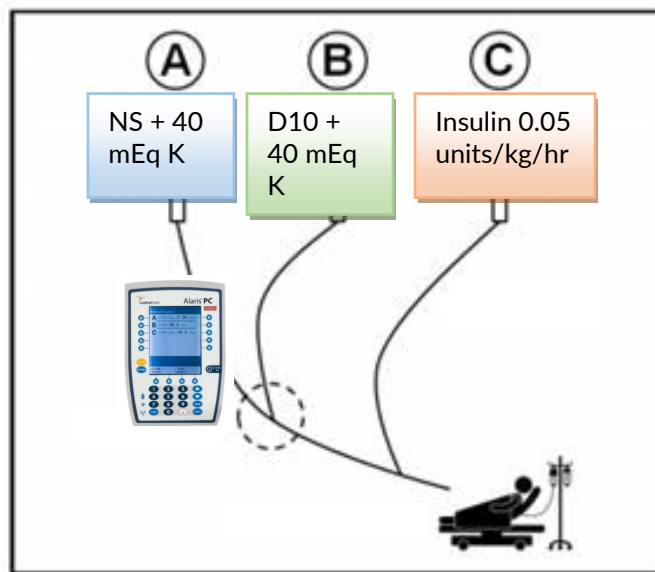 A
B
C
NS + 40
mEq K
D10 +
40 mEq
K
Insulin 0.05
units/kg/hr
Alaris PC
A
B
C